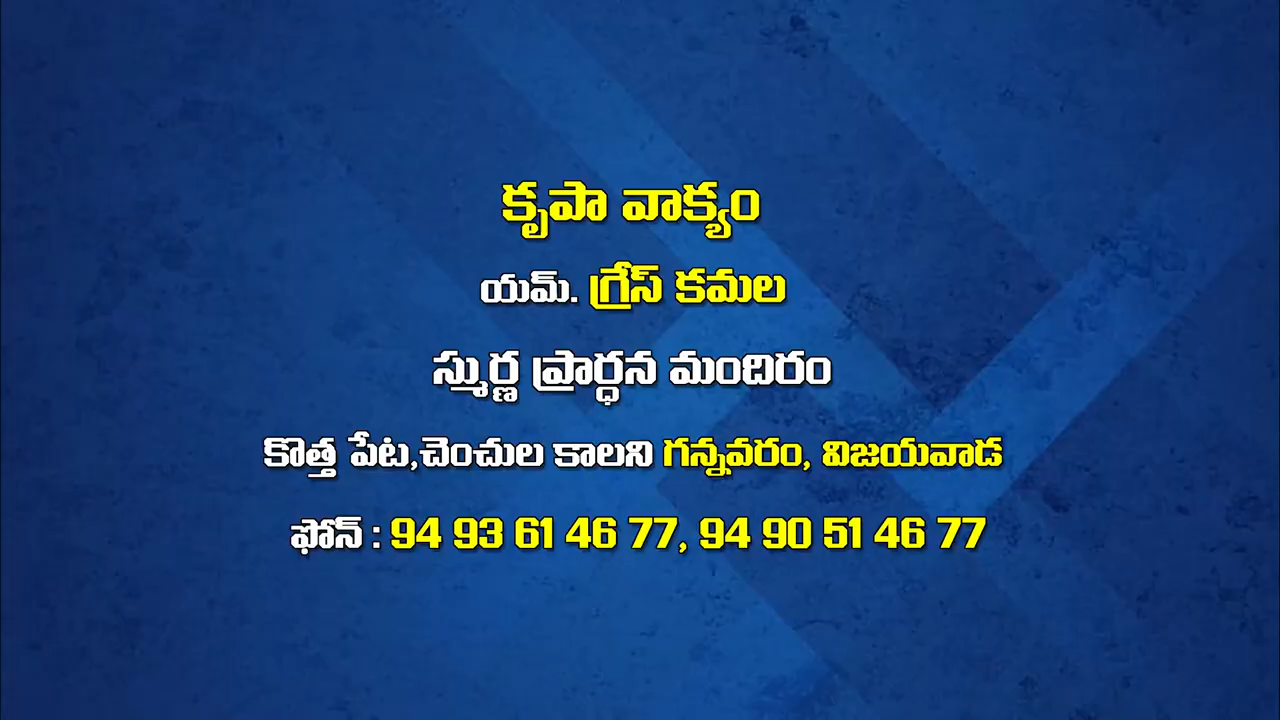 కృపా వాక్యం
యమ్. గ్రేస్ కమల
స్ముర్ణ ప్రార్ధన మందిరం
కొత్త పేట,చెంచుల కాలని గన్నవరం, విజయవాడ
ఫోన్ : 94 93 61 46 77, 94 90 51 46 77